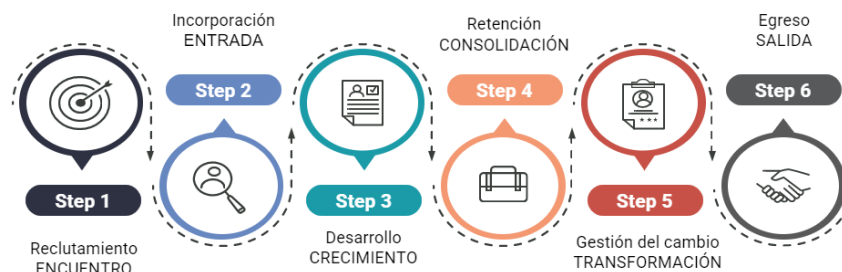 Step 1
Reclutamiento
ENCUENTRO
Incorporación
ENTRADA
Step 2
Step 3
Desarrollo
CRECIMIENTO
Retención
CONSOLIDACIÓN
Step 4
Step 5
Gestión del cambio
TRANSFORMACIÓN
Egreso
SALIDA
Step 6